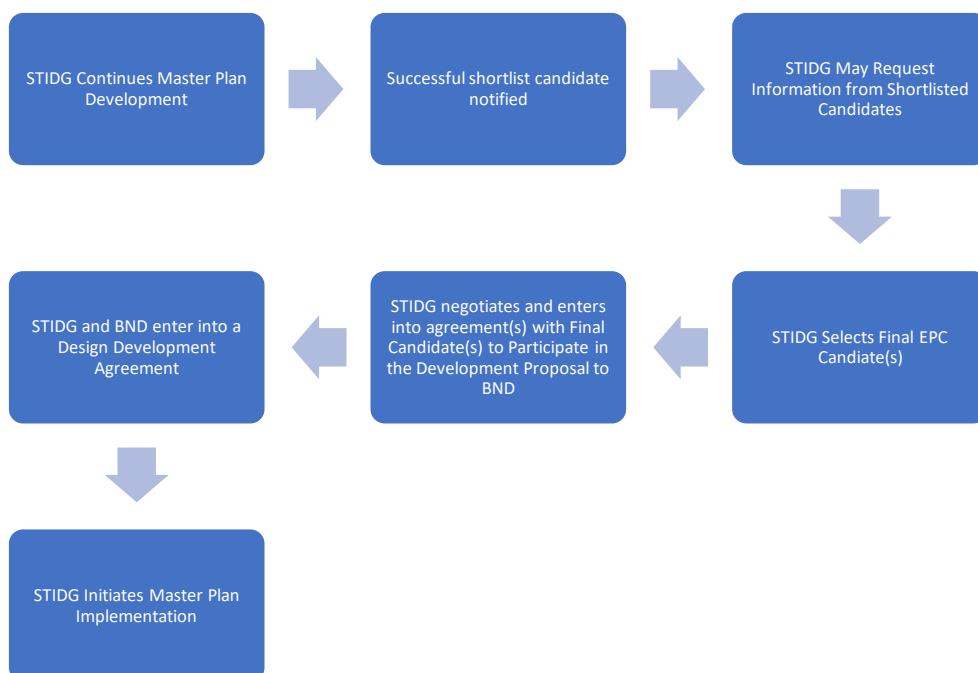 STIDG Continues Master Plan
Development
Successful shortlist candidate
notified
STIDG May Request
Information from Shortlisted
Candidates
STIDG Selects Final EPC
Candiate(s)
STIDG negotiates and enters
into agreement(s) with Final
Candidate(s) to Participate in
the Development Proposal to
BND
STIDG and BND enter into a
Design Development
Agreement
STIDG Initiates Master Plan
Implementation